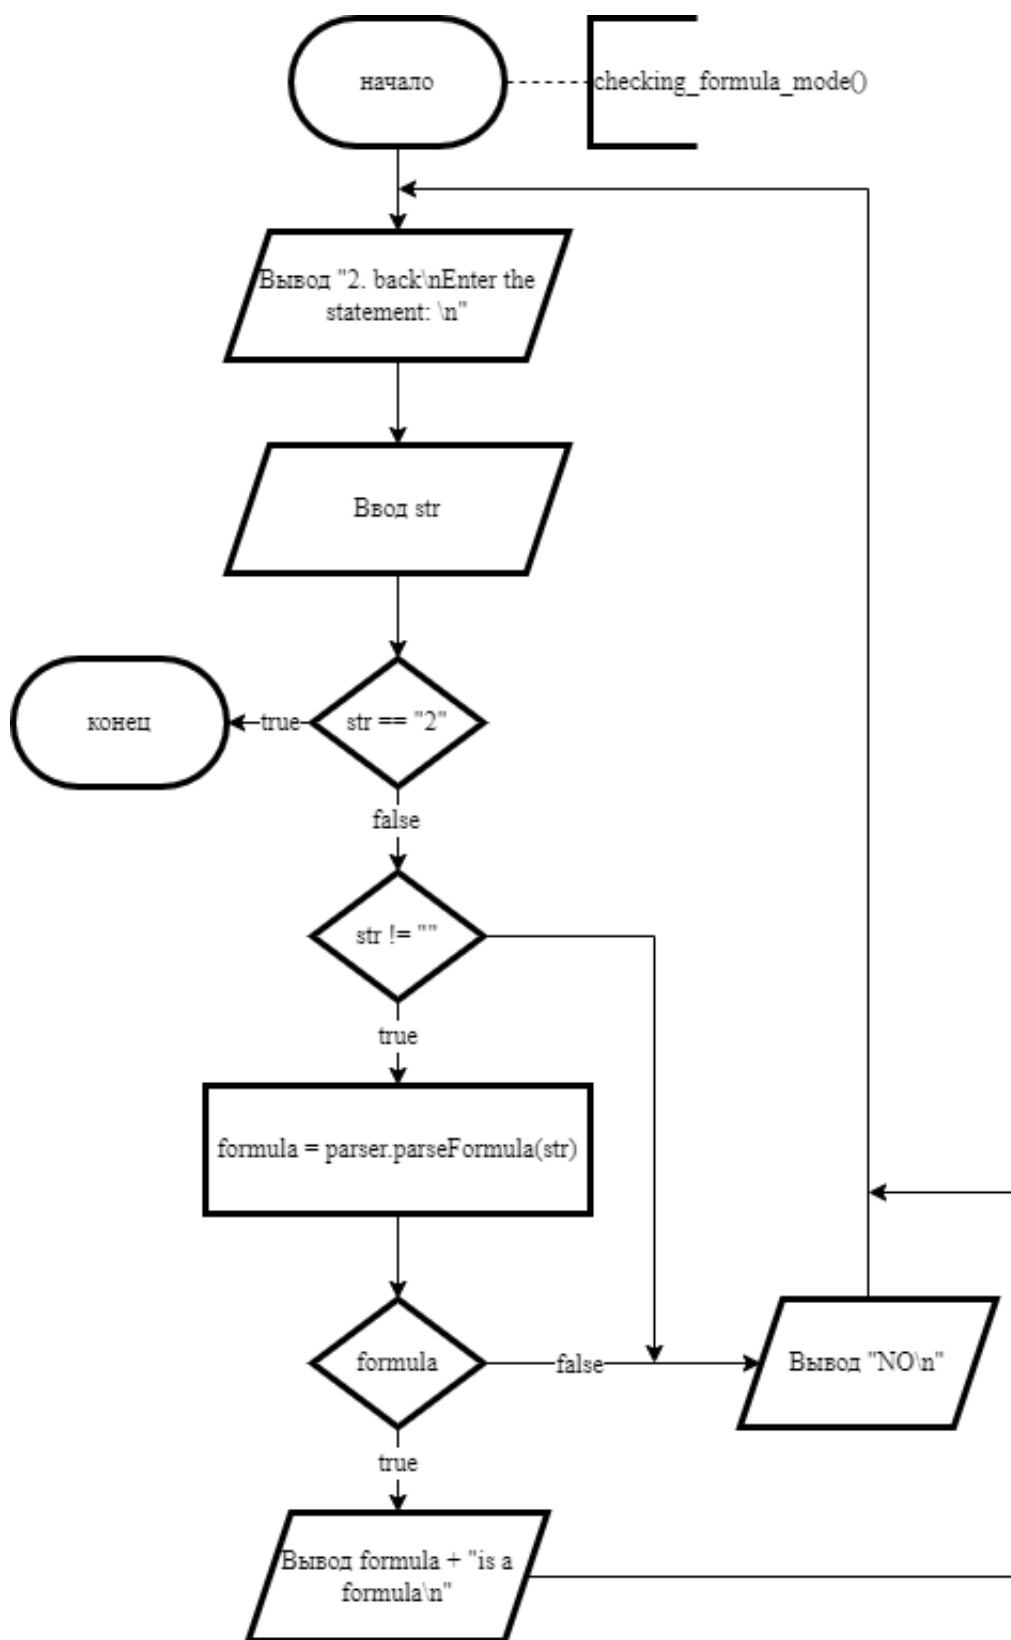 начало
checking_formula_mode()
Вывод "2. back\nEnter the
statement: \n"
Ввод str
конец
true
str == "2"
false
str != ""
true
formula = parser.parseFormula(str)
formula
false
Вывод "NO\n"
true
Вывод formula + "is a
formula\n"